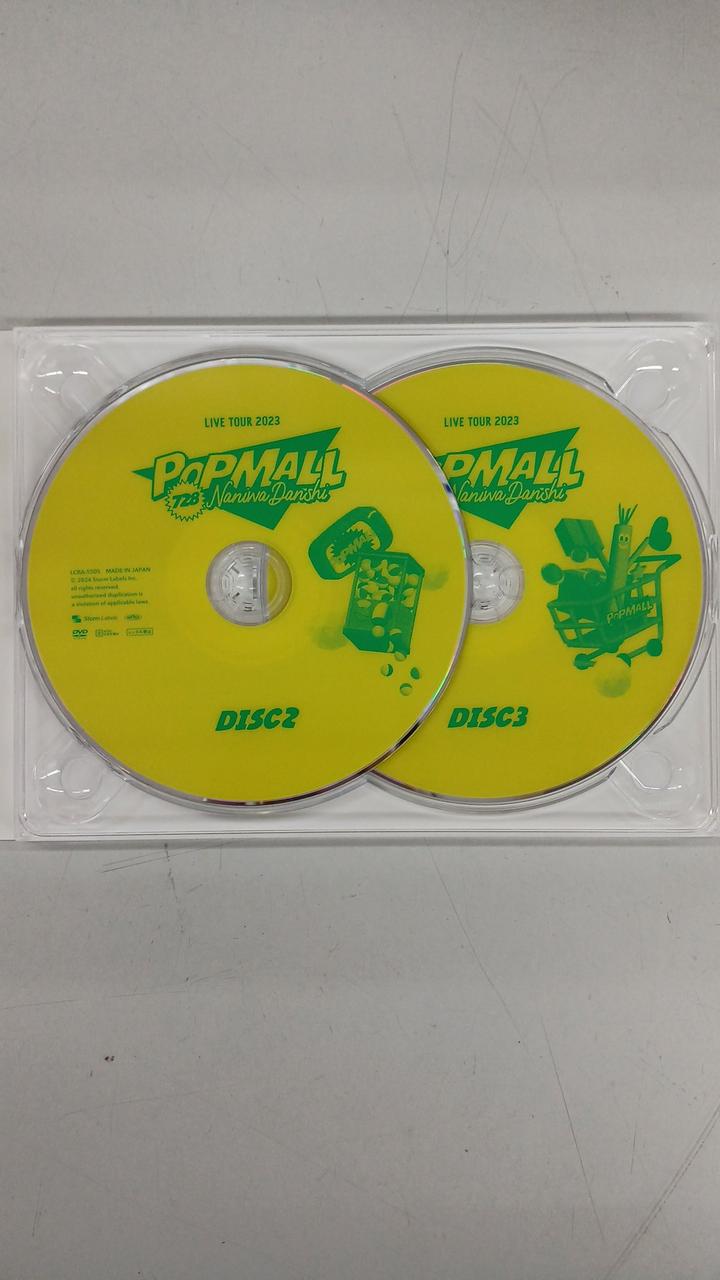 LIVE TOUR 2023
POPMALL
728
Naniwa Danshi
POPMALL
LCBA-5505 MADE IN JAPAN
© 2024 Storm Labels Inc.
all rights reserved.
unauthorized duplication is
a violation of applicable laws.
Storm Labels
DVD
DISC2
LIVE TOUR 2023
PMALL
Naniwa Danshi
POPMALL
DISC3